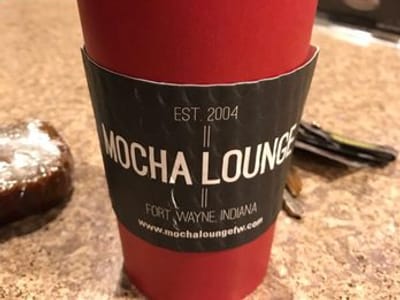 EST. 2004
MOCHA LOUNGE
FORT WAYNE, INDIANA
www.mochaloungefw.com